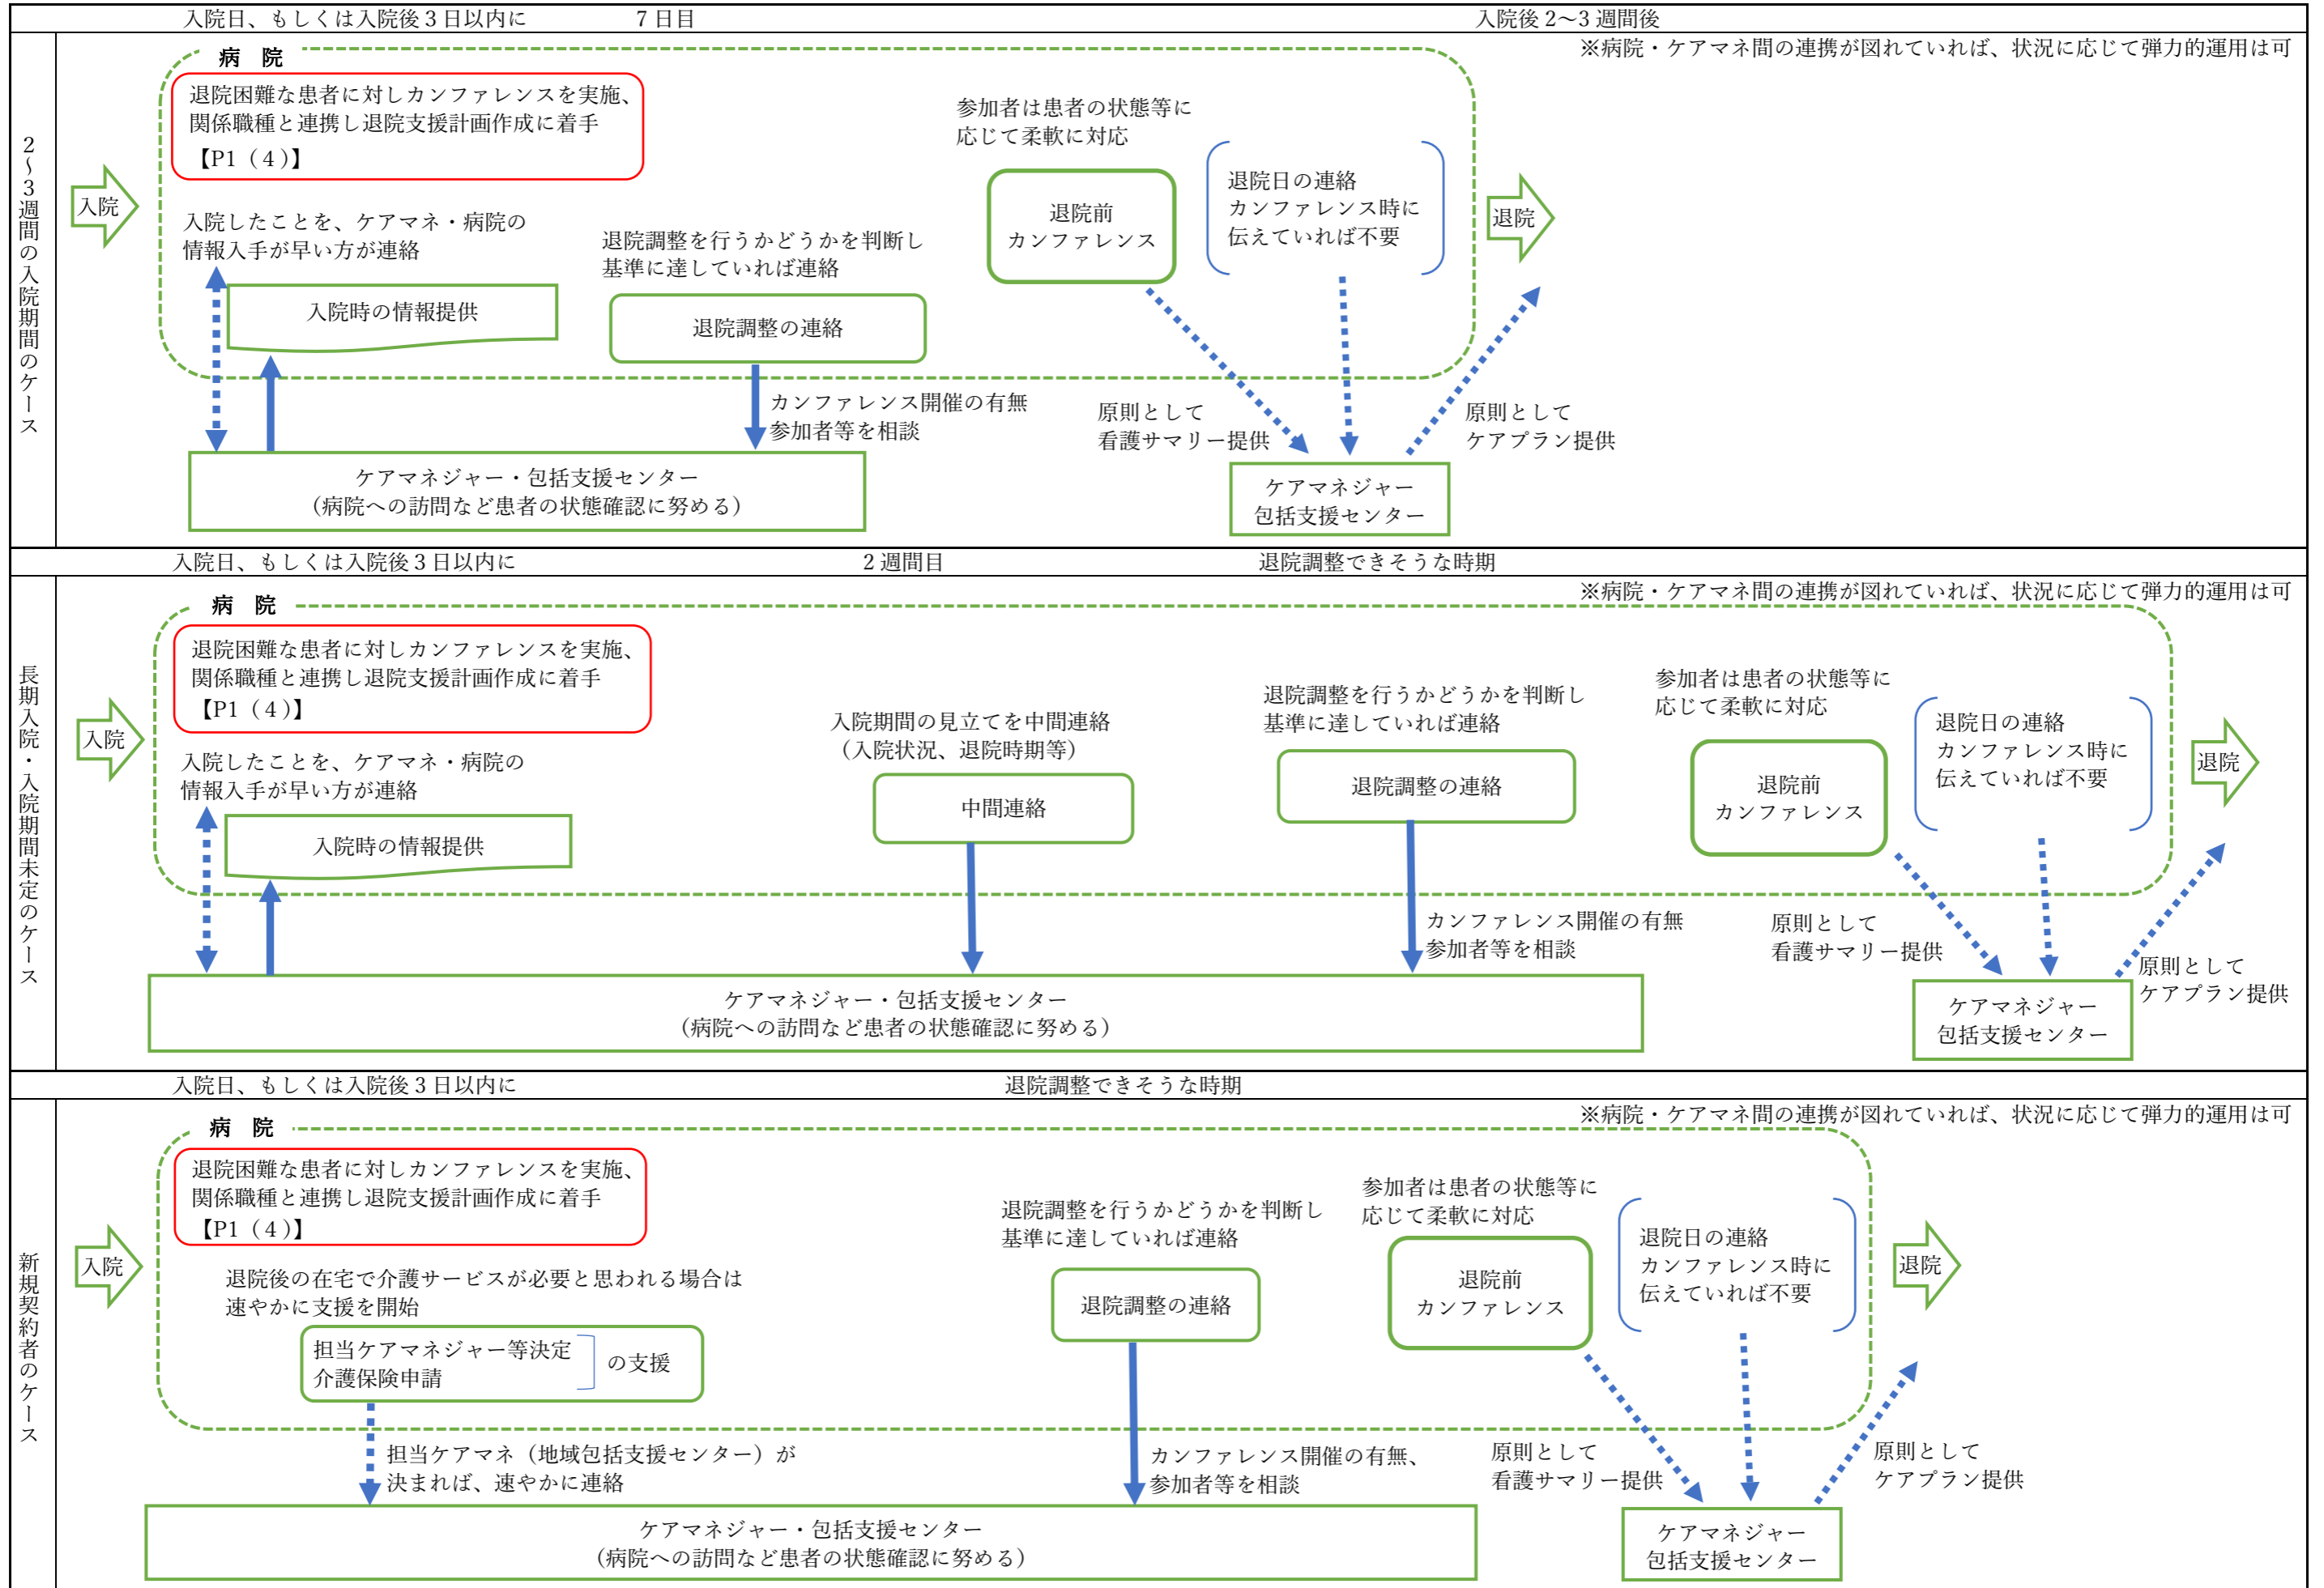 入院日、もしくは入院後3日以内に
7日目
入院後2～3週間後
2～3週間の入院期間のケース
※病院・ケアマネ間の連携が図れていれば、状況に応じて弾力的運用は可
病　院
退院困難な患者に対しカンファレンスを実施、
関係職種と連携し退院支援計画作成に着手
【P1（4）】
入院
入院したことを、ケアマネ・病院の
情報入手が早い方が連絡
入院時の情報提供
退院調整を行うかどうかを判断し
基準に達していれば連絡
退院調整の連絡
参加者は患者の状態等に
応じて柔軟に対応
退院前
カンファレンス
退院日の連絡
カンファレンス時に
伝えていれば不要
退院
カンファレンス開催の有無
参加者等を相談
原則として
看護サマリー提供
原則として
ケアプラン提供
ケアマネジャー・包括支援センター
（病院への訪問など患者の状態確認に努める）
ケアマネジャー
包括支援センター
入院日、もしくは入院後3日以内に
2週間目
退院調整できそうな時期
長期入院・入院期間未定のケース
※病院・ケアマネ間の連携が図れていれば、状況に応じて弾力的運用は可
病　院
退院困難な患者に対しカンファレンスを実施、
関係職種と連携し退院支援計画作成に着手
【P1（4）】
入院
入院したことを、ケアマネ・病院の
情報入手が早い方が連絡
入院時の情報提供
入院期間の見立てを中間連絡
（入院状況、退院時期等）
中間連絡
退院調整を行うかどうかを判断し
基準に達していれば連絡
退院調整の連絡
参加者は患者の状態等に
応じて柔軟に対応
退院前
カンファレンス
退院日の連絡
カンファレンス時に
伝えていれば不要
退院
カンファレンス開催の有無
参加者等を相談
原則として
看護サマリー提供
原則として
ケアプラン提供
ケアマネジャー・包括支援センター
（病院への訪問など患者の状態確認に努める）
ケアマネジャー
包括支援センター
入院日、もしくは入院後3日以内に
退院調整できそうな時期
新規契約者のケース
※病院・ケアマネ間の連携が図れていれば、状況に応じて弾力的運用は可
病　院
退院困難な患者に対しカンファレンスを実施、
関係職種と連携し退院支援計画作成に着手
【P1（4）】
入院
退院後の在宅で介護サービスが必要と思われる場合は
速やかに支援を開始
担当ケアマネジャー等決定
介護保険申請
の支援
退院調整を行うかどうかを判断し
基準に達していれば連絡
退院調整の連絡
参加者は患者の状態等に
応じて柔軟に対応
退院前
カンファレンス
退院日の連絡
カンファレンス時に
伝えていれば不要
退院
担当ケアマネ（地域包括支援センター）が
決まれば、速やかに連絡
カンファレンス開催の有無、
参加者等を相談
原則として
看護サマリー提供
原則として
ケアプラン提供
ケアマネジャー・包括支援センター
（病院への訪問など患者の状態確認に努める）
ケアマネジャー
包括支援センター